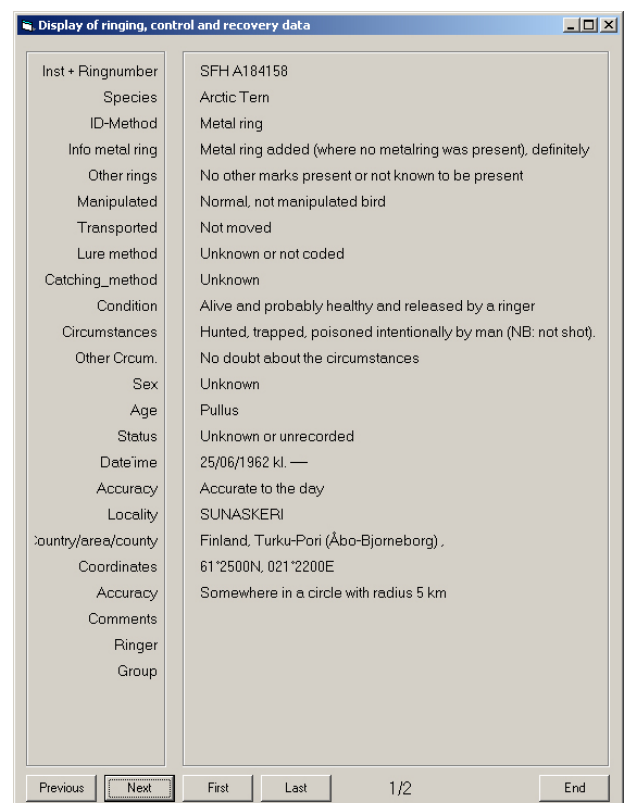 Display of ringing, control and recovery data
Inst + Ringnumber SFH A184158
Species Arctic Tern
ID-Method Metal ring
Info metal ring Metal ring added (where no metalring was present), definitely
Other rings No other marks present or not known to be present
Manipulated Normal, not manipulated bird
Transported Not moved
Lure method Unknown or not coded
Catching_method Unknown
Condition Alive and probably healthy and released by a ringer
Circumstances Hunted, trapped, poisoned intentionally by man (NB: not shot).
Other Crcum. No doubt about the circumstances
Sex Unknown
Age Pullus
Status Unknown or unrecorded
Date¨ime 25/06/1962 kl. —
Accuracy Accurate to the day
Locality SUNASKERI
Country/area/county Finland, Turku-Pori (Åbo-Bjorneborg) ,
Coordinates 61°2500N, 021°2200E
Accuracy Somewhere in a circle with radius 5 km
Comments
Ringer
Group
Previous Next First Last 1/2 End